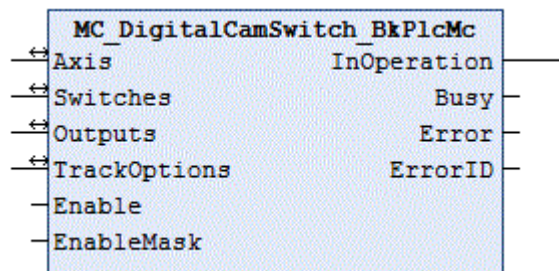 MC_DigitalCamSwitch_BkPlcMc
Axis InOperation
Switches Busy
Outputs Error
TrackOptions ErrorID
Enable
EnableMask